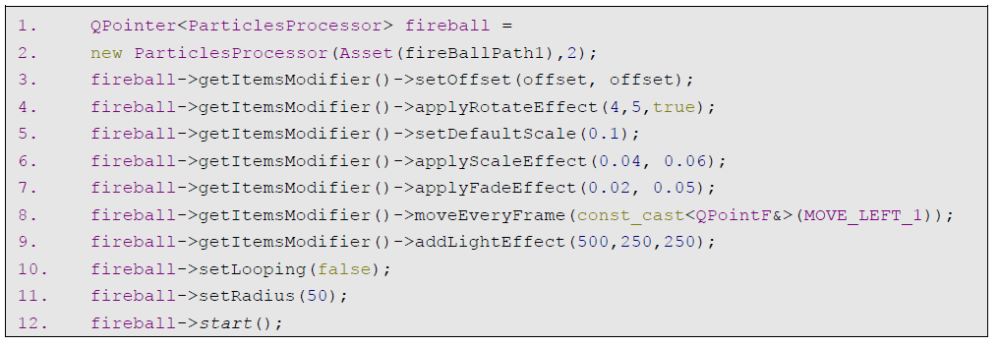 1. QPointer<ParticlesProcessor> fireball =
2. new ParticlesProcessor(Asset(fireBallPath1),2);
3. fireball->getItemsModifier()->setOffset(offset, offset);
4. fireball->getItemsModifier()->applyRotateEffect(4,5,true);
5. fireball->getItemsModifier()->setDefaultScale(0.1);
6. fireball->getItemsModifier()->applyScaleEffect(0.04, 0.06);
7. fireball->getItemsModifier()->applyFadeEffect(0.02, 0.05);
8. fireball->getItemsModifier()->moveEveryFrame(const_cast<QPointF&>(MOVE_LEFT_1));
9. fireball->getItemsModifier()->addLightEffect(500,250,250);
10. fireball->setLooping(false);
11. fireball->setRadius(50);
12. fireball->start();